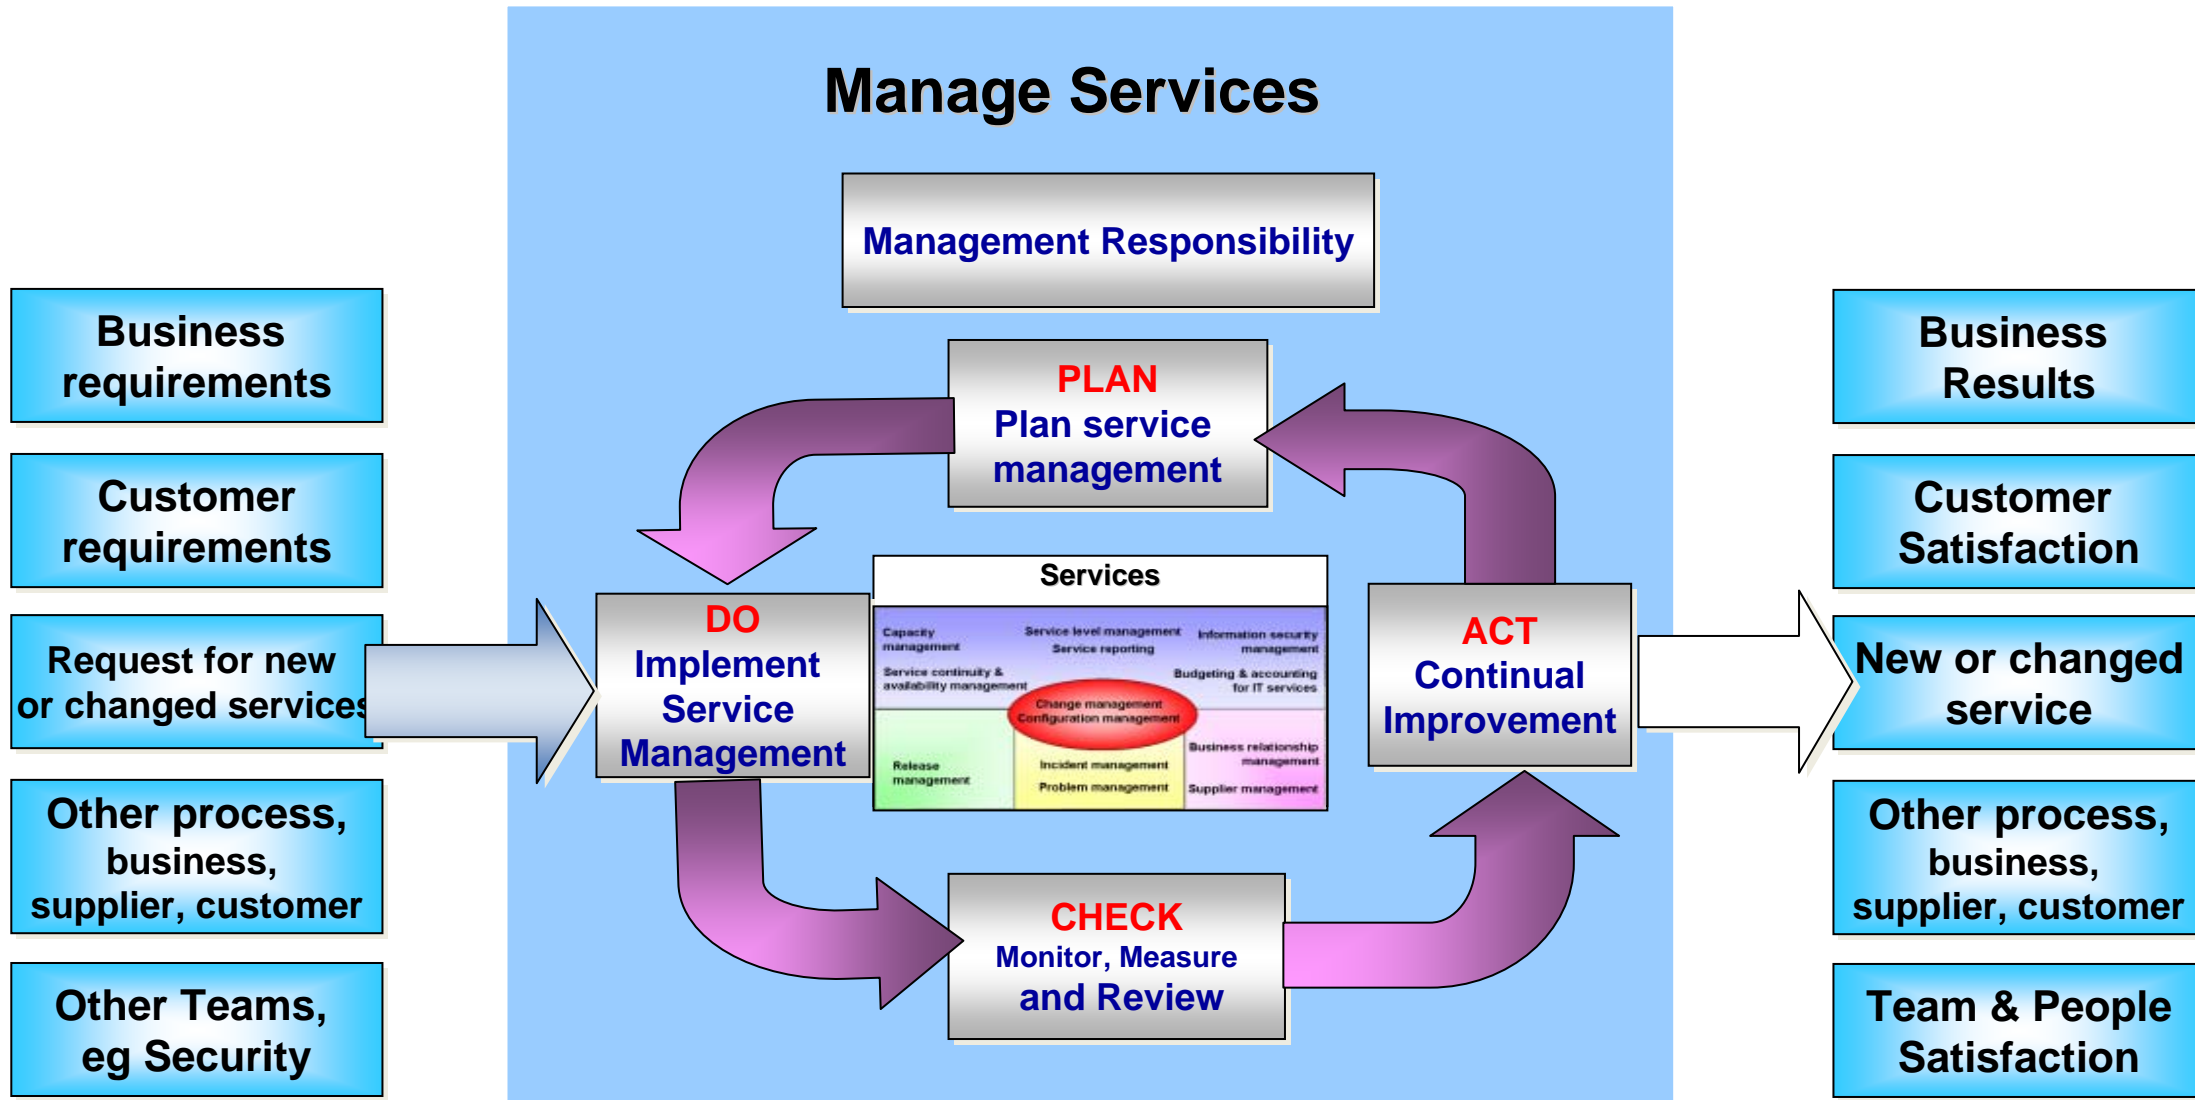 Manage Services
Management Responsibility
Business
requirements
Customer
requirements
Request for new
or changed services
Other process,
business,
supplier, customer
Other Teams,
eg Security
PLAN
Plan service
management
DO
Implement
Service
Management
Services
Capacity
management
Service level management
Service reporting
Information security
management
Service continuity &
availability management
Budgeting & accounting
for IT services
Change management
Configuration management
Release
management
Incident management
Problem management
Business relationship
management
Supplier management
ACT
Continual
Improvement
CHECK
Monitor, Measure
and Review
Business
Results
Customer
Satisfaction
New or changed
service
Other process,
business,
supplier, customer
Team & People
Satisfaction